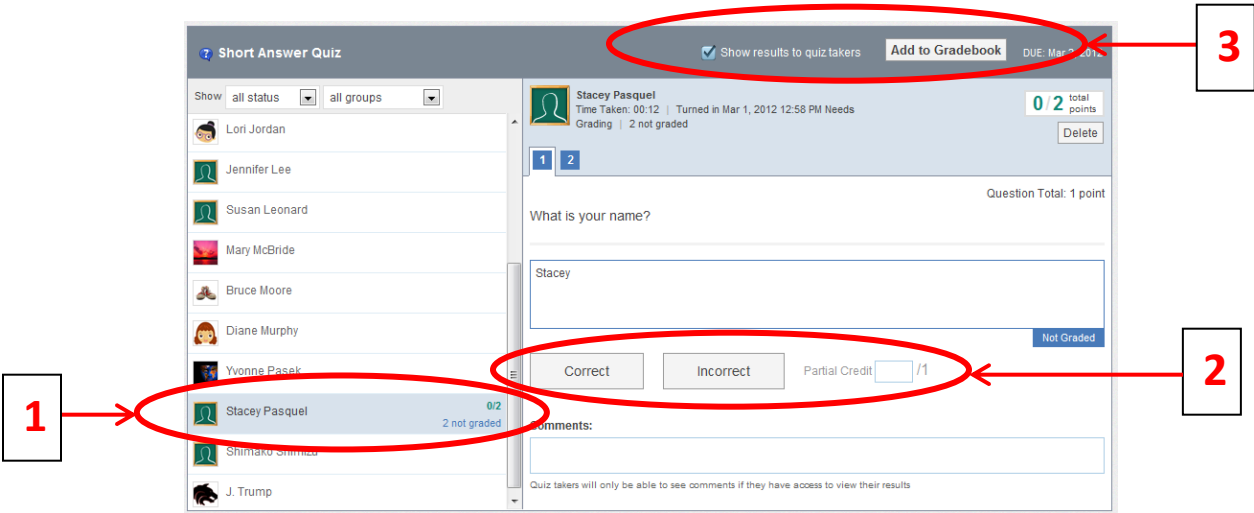 3
Short Answer Quiz
Show results to quiz takers
Add to Gradebook
DUE: Mar 2, 2012
Show
all status
all groups
Lori Jordan
Jennifer Lee
Susan Leonard
Mary McBride
Bruce Moore
Diane Murphy
Yvonne Pasek
Stacey Pasquel
0/2
2 not graded
Shimako Shimizu
J. Trump
Stacey Pasquel
Time Taken: 00:12 | Turned in Mar 1, 2012 12:58 PM Needs
Grading | 2 not graded
0/2 total points
Delete
1 2
Question Total: 1 point
What is your name?
Stacey
Not Graded
Correct
Incorrect
Partial Credit /1
Comments:
Quiz takers will only be able to see comments if they have access to view their results
2
1